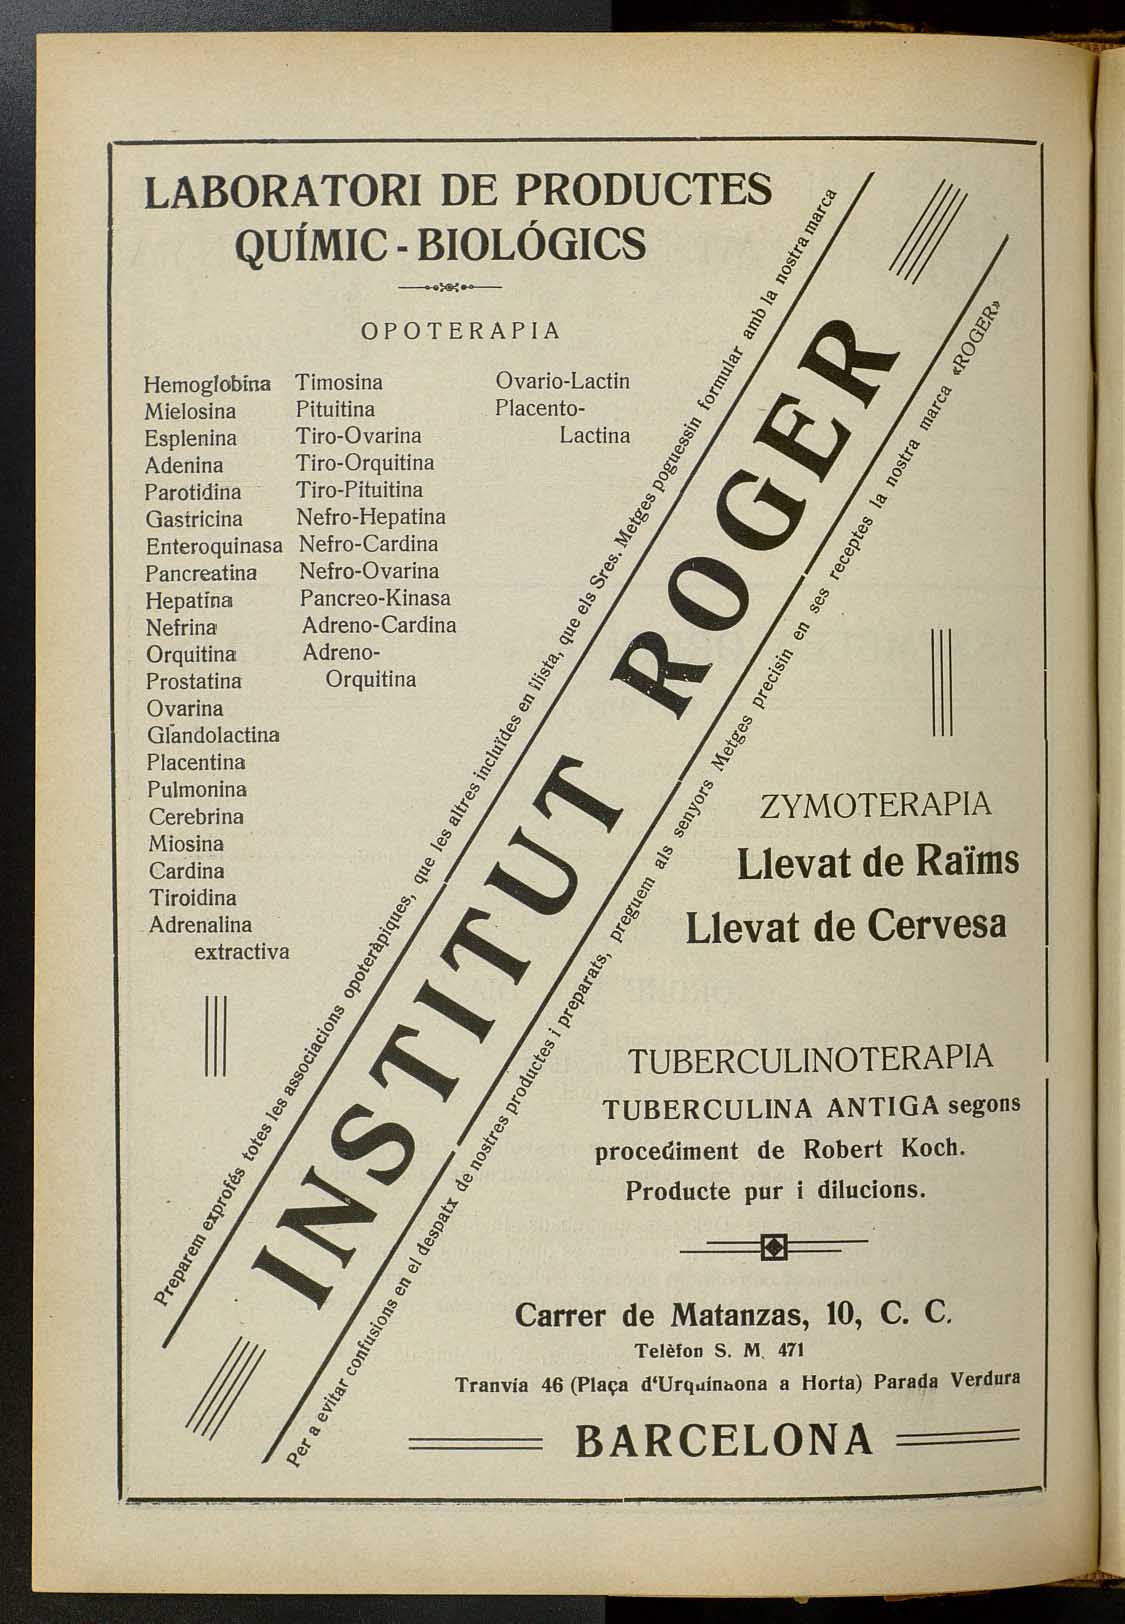 LABORATORI DE PRODUCTES
QUÍMIC - BIOLÓGICS
OPOTERAPIA
Hemoglobina
Mielosina
Esplenina
Adenina
Parotidina
Gastricina
Enteroquinasa
Pancreatina
Hepatina
Nefrina
Orquitina
Prostatina
Ovarina
Glandolactina
Placentina
Pulmonina
Cerebrina
Miosina
Cardina
Tiroidina
Adrenalina
extractiva
Timosina
Pituitina
Tiro-Ovarina
Tiro-Orquitina
Tiro-Pituitina
Nefro-Hepatina
Nefro-Cardina
Nefro-Ovarina
Pancreo-Kinasa
Adreno-Cardina
Adreno-
Orquitina
Ovario-Lactin
Placento-
Lactina
Preparem exprofés totes les associacions opoteràpiques, que les altres incluïdes en llista, que els Sres. Metges poguessin formular amb la nostra marca
INSTITUT ROGER
Per a evitar confusions en el despatx de nostres productes i preparats, preguem als senyors Metges precisin en ses receptes la nostra marca «ROGER»
ZYMOTERAPIA
Llevat de Raïms
Llevat de Cervesa
TUBERCULINOTERAPIA
TUBERCULINA ANTIGA segons
procediment de Robert Koch.
Producte pur i dilucions.
Carrer de Matanzas, 10, C. C.
Telèfon S. M. 471
Tranvía 46 (Plaça d'Urquinaona a Horta) Parada Verdura
BARCELONA